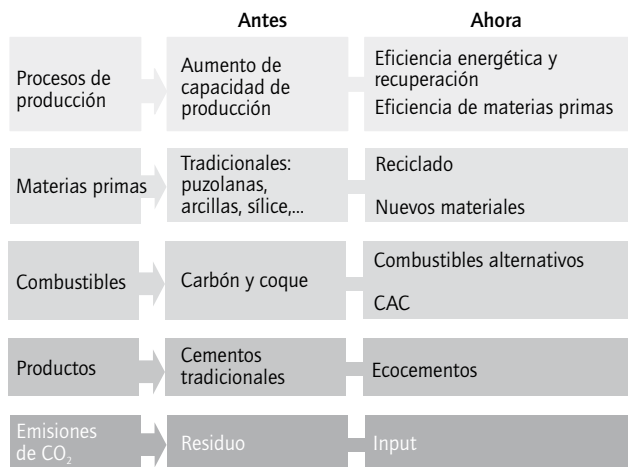 Antes
Ahora
Procesos de
producción
Aumento de
capacidad de
producción
Eficiencia energética y
recuperación
Eficiencia de materias primas
Materias primas
Tradicionales:
puzolanas,
arcillas, sílice,...
Reciclado
Nuevos materiales
Combustibles
Carbón y coque
Combustibles alternativos
CAC
Productos
Cementos
tradicionales
Ecocementos
Emisiones
de CO₂
Residuo
Input